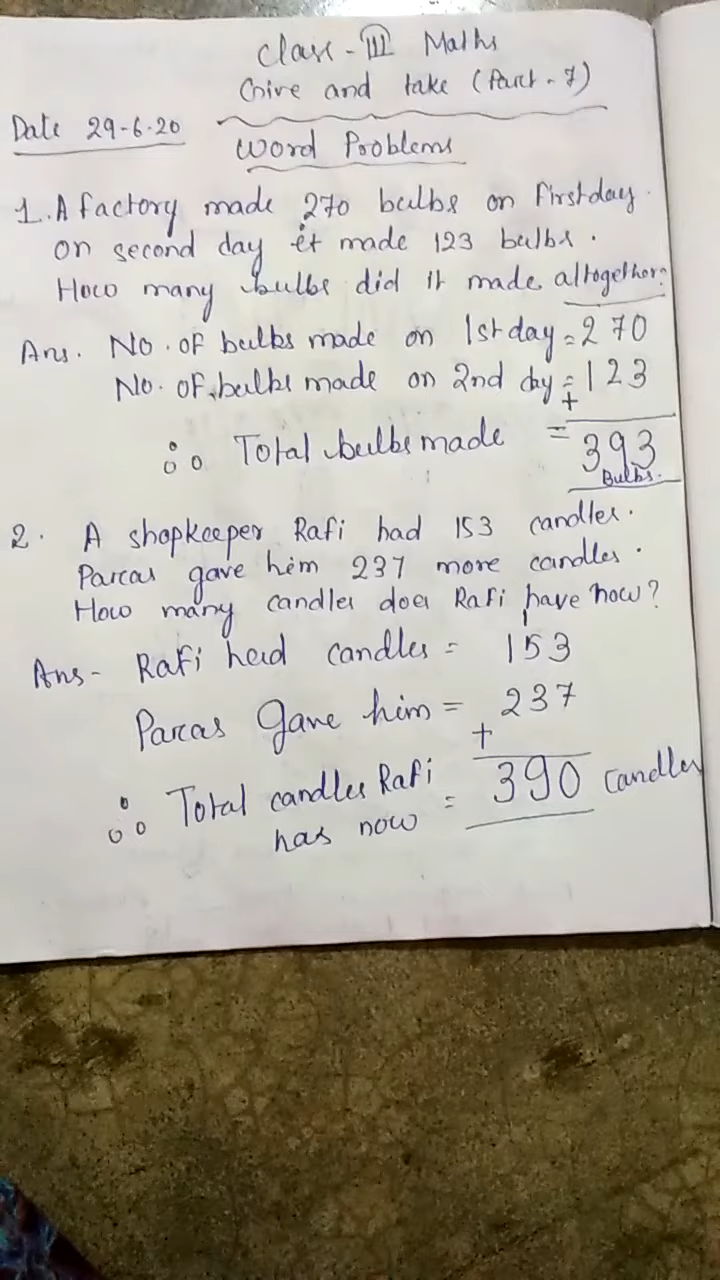 Class - III Maths
Give and take (Part - 7)
Date 29-6-20
Word Problems
1. A factory made 270 bulbs on first day.
on second day it made 123 bulbs.
How many bulbs did it made altogether?
Ans. No. of bulbs made on 1st day = 270
No. of bulbs made on 2nd day = 123
+
∴ Total bulbs made = 393
Bulbs.
2. A shopkeeper Rafi had 153 candles.
Paras gave him 237 more candles.
How many candles does Rafi have now?
1
Ans - Rafi had candles = 153
Paras gave him = 237
+
∴ Total candles Rafi = 390 candles
has now